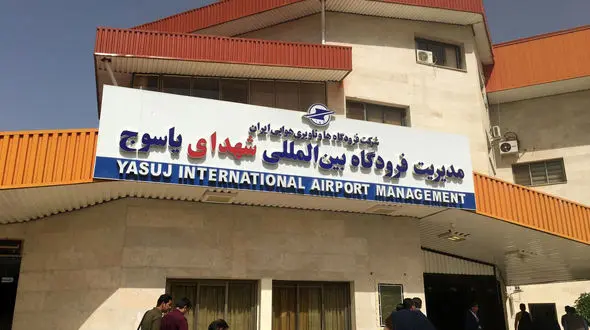 شرکت فرودگاه ها و ناوبری هوایی ایران
مدیریت فرودگاه بین‌المللی شهدای یاسوج
YASUJ INTERNATIONAL AIRPORT MANAGEMENT